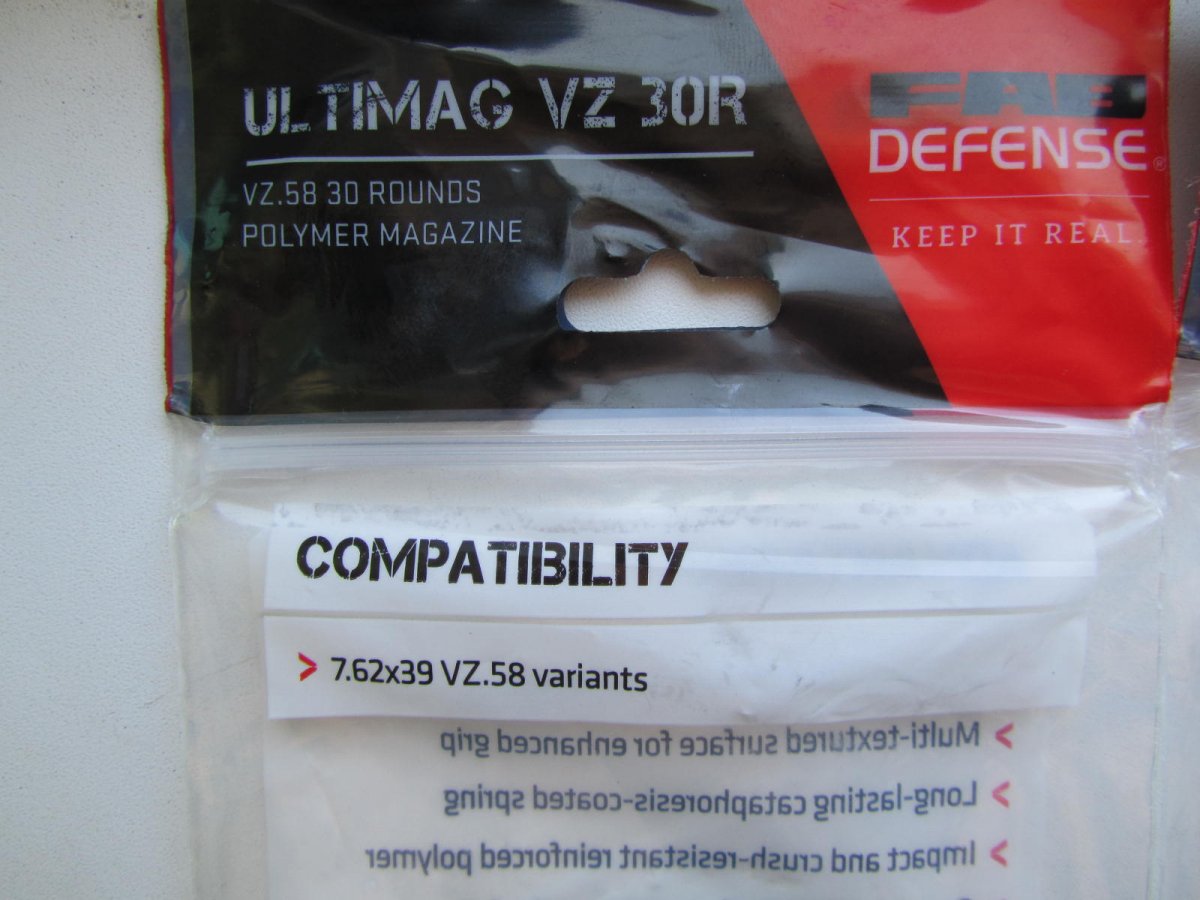 ULTIMAG VZ 30R
VZ.58 30 ROUNDS
POLYMER MAGAZINE
FAB
DEFENSE®
KEEP IT REAL.
COMPATIBILITY
> 7.62x39 VZ.58 variants
> Multi-textured surface for enhanced grip
> Long-lasting cataphoresis-coated spring
> Impact and crush-resistant reinforced polymer